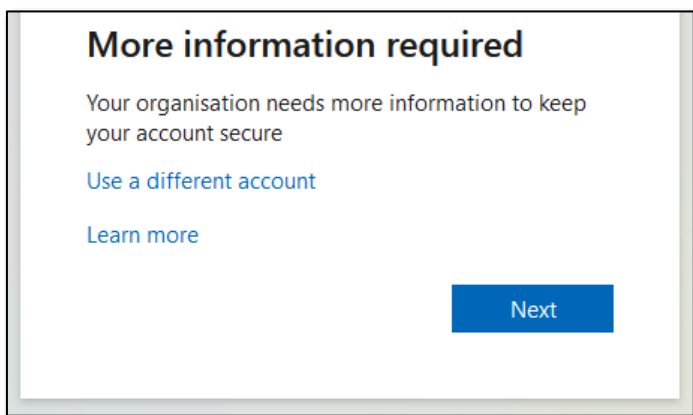 More information required
Your organisation needs more information to keep
your account secure
Use a different account
Learn more
Next